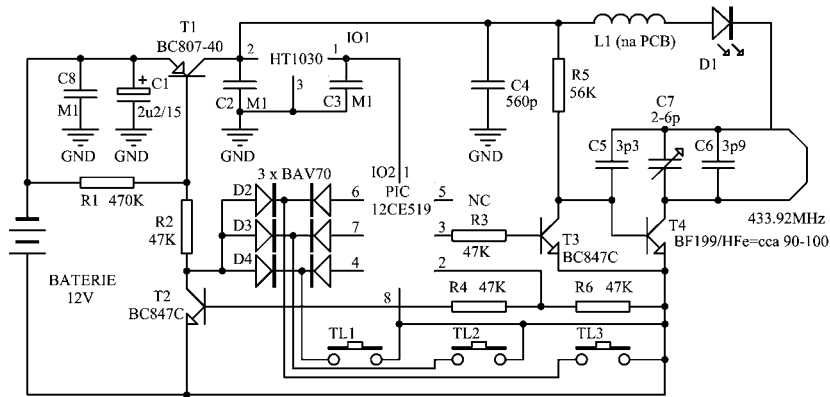 T1
BC807-40
IO1
2
HT1030
1
3
L1 (na PCB)
D1
C8
M1
GND
+
C1
2u2/15
GND
C2
M1
GND
C3
M1
C4
560p
GND
R5
56K
C7
2-6p
C5
3p3
C6
3p9
433.92MHz
R1 470K
R2
47K
3 x BAV70
D2
D3
D4
IO2
1
PIC
12CE519
6
7
4
5
NC
3
R3
47K
2
8
T3
BC847C
T4
BF199/HFe=cca 90-100
BATERIE
12V
T2
BC847C
R4 47K
R6 47K
TL1
TL2
TL3